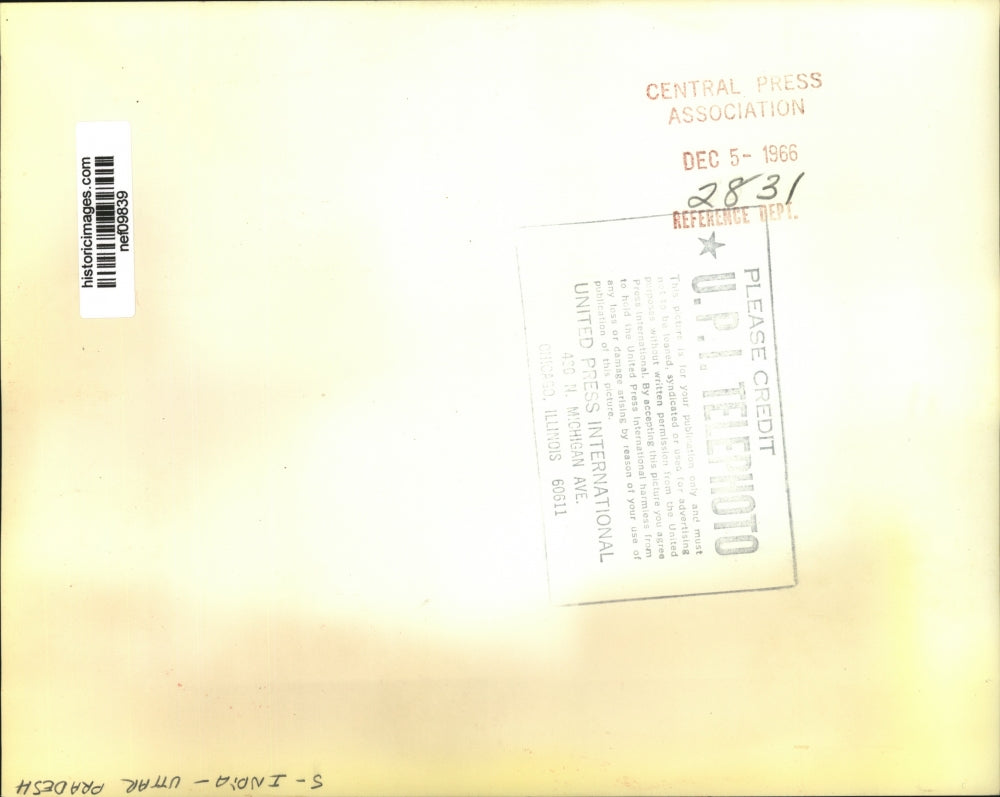 CENTRAL PRESS
ASSOCIATION
DEC 5- 1966
2831
REFERENCE DEPT.
historicimages.com
nef09839
PLEASE CREDIT
U.P.I. TELEPHOTO
This picture is for your publication only and must
not to be loaned, syndicated or used for advertising
purposes without written permission from the United
Press International. By accepting this picture you agree
to hold the United Press International harmless from
any loss or damage arising by reason of your use of
publication of this picture.
UNITED PRESS INTERNATIONAL
430 N. MICHIGAN AVE.
CHICAGO, ILLINOIS 60611
S - INDIA - UTTAR PRADESH